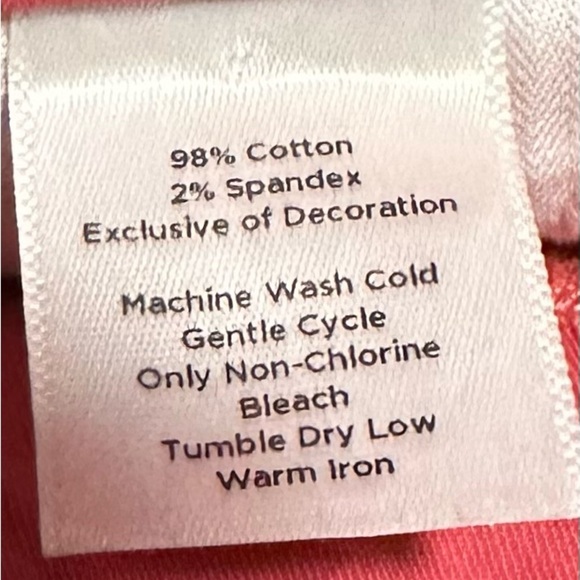 98% Cotton
2% Spandex
Exclusive of Decoration
Machine Wash Cold
Gentle Cycle
Only Non-Chlorine
Bleach
Tumble Dry Low
Warm Iron